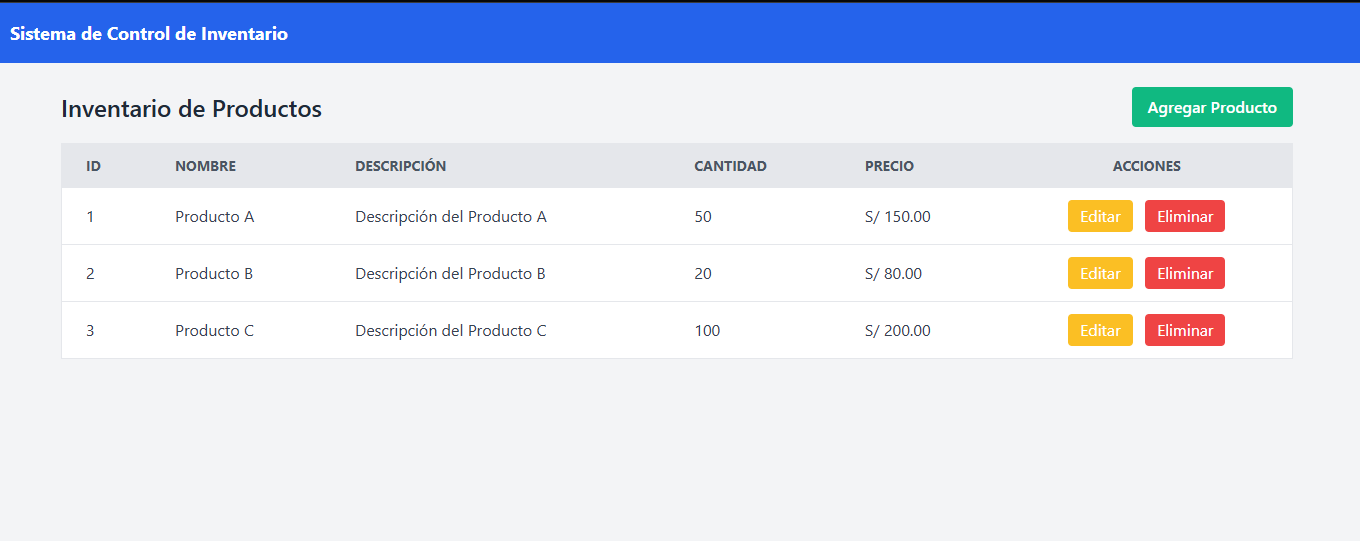 Sistema de Control de Inventario
Inventario de Productos Agregar Producto
ID NOMBRE DESCRIPCIÓN CANTIDAD PRECIO ACCIONES
1 Producto A Descripción del Producto A 50 S/ 150.00 Editar Eliminar
2 Producto B Descripción del Producto B 20 S/ 80.00 Editar Eliminar
3 Producto C Descripción del Producto C 100 S/ 200.00 Editar Eliminar